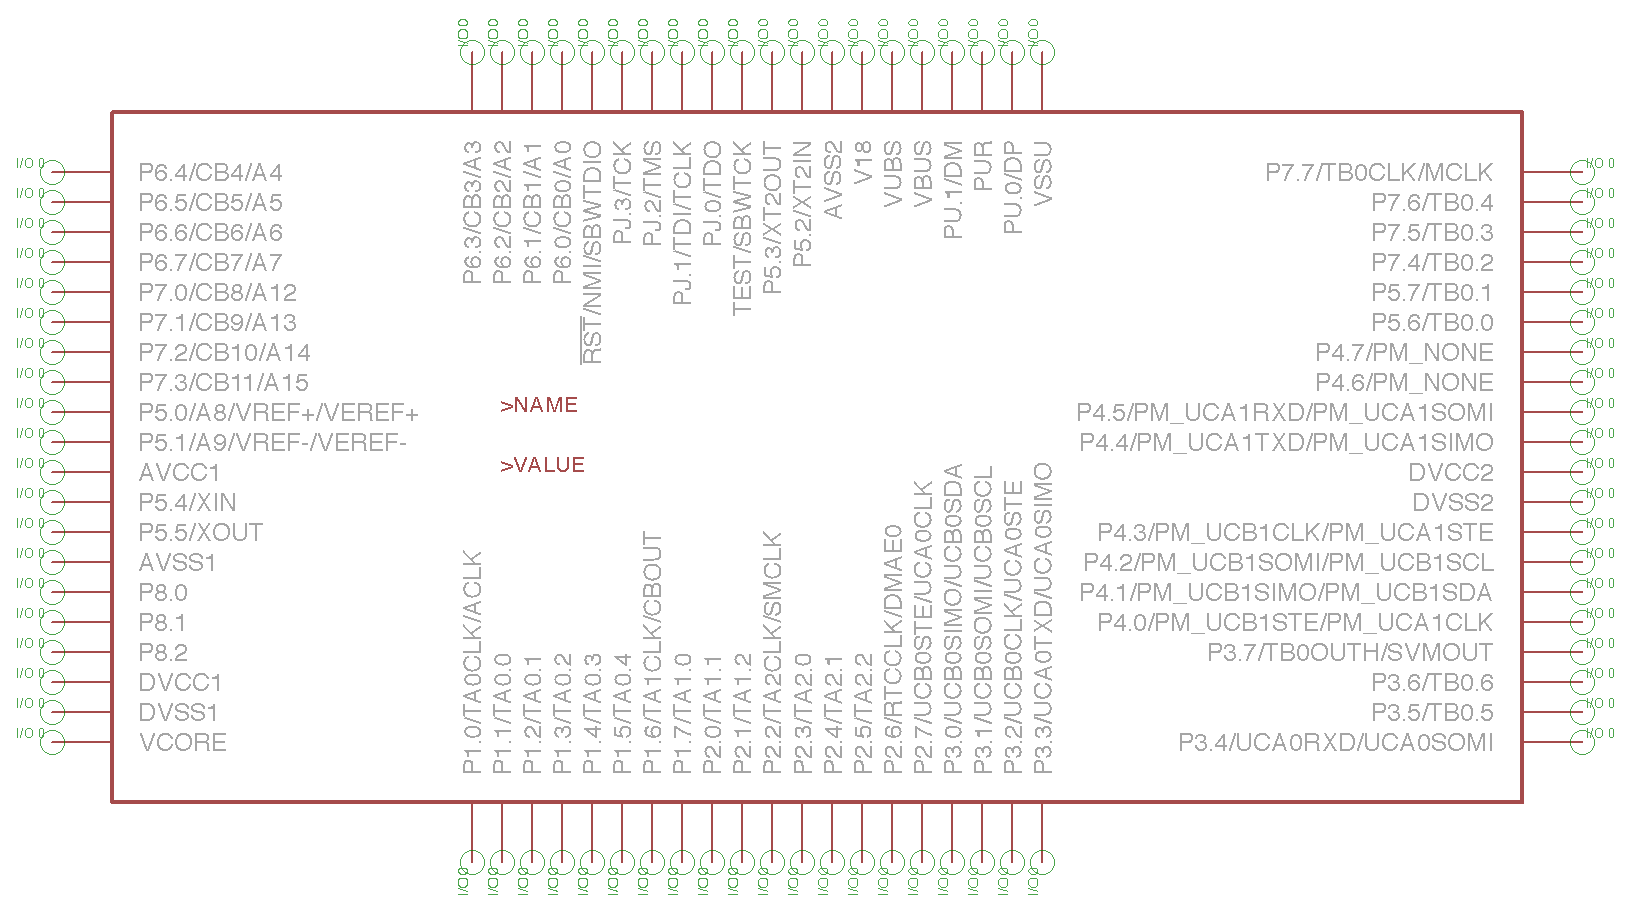 I/O 0 I/O 0 I/O 0 I/O 0 I/O 0 I/O 0 I/O 0 I/O 0 I/O 0 I/O 0 I/O 0 I/O 0 I/O 0 I/O 0 I/O 0 I/O 0 I/O 0 I/O 0 I/O 0 I/O 0
P6.3/CB3/A3
P6.2/CB2/A2
P6.1/CB1/A1
P6.0/CB0/A0
RST/NMI/SBWTDIO
PJ.3/TCK
PJ.2/TMS
PJ.1/TDI/TCLK
PJ.0/TDO
TEST/SBWTCK
P5.3/XT2OUT
P5.2/XT2IN
AVSS2
V18
VUBS
VBUS
PU.1/DM
PUR
PU.0/DP
VSSU
I/O 0 P6.4/CB4/A4
I/O 0 P6.5/CB5/A5
I/O 0 P6.6/CB6/A6
I/O 0 P6.7/CB7/A7
I/O 0 P7.0/CB8/A12
I/O 0 P7.1/CB9/A13
I/O 0 P7.2/CB10/A14
I/O 0 P7.3/CB11/A15
I/O 0 P5.0/A8/VREF+/VEREF+
I/O 0 P5.1/A9/VREF-/VEREF-
I/O 0 AVCC1
I/O 0 P5.4/XIN
I/O 0 P5.5/XOUT
I/O 0 AVSS1
I/O 0 P8.0
I/O 0 P8.1
I/O 0 P8.2
I/O 0 DVCC1
I/O 0 DVSS1
I/O 0 VCORE
>NAME
>VALUE
P7.7/TB0CLK/MCLK I/O 0
P7.6/TB0.4 I/O 0
P7.5/TB0.3 I/O 0
P7.4/TB0.2 I/O 0
P5.7/TB0.1 I/O 0
P5.6/TB0.0 I/O 0
P4.7/PM_NONE I/O 0
P4.6/PM_NONE I/O 0
P4.5/PM_UCA1RXD/PM_UCA1SOMI I/O 0
P4.4/PM_UCA1TXD/PM_UCA1SIMO I/O 0
DVCC2 I/O 0
DVSS2 I/O 0
P4.3/PM_UCB1CLK/PM_UCA1STE I/O 0
P4.2/PM_UCB1SOMI/PM_UCB1SCL I/O 0
P4.1/PM_UCB1SIMO/PM_UCB1SDA I/O 0
P4.0/PM_UCB1STE/PM_UCA1CLK I/O 0
P3.7/TB0OUTH/SVMOUT I/O 0
P3.6/TB0.6 I/O 0
P3.5/TB0.5 I/O 0
P3.4/UCA0RXD/UCA0SOMI I/O 0
P1.0/TA0CLK/ACLK
P1.1/TA0.0
P1.2/TA0.1
P1.3/TA0.2
P1.4/TA0.3
P1.5/TA0.4
P1.6/TA1CLK/CBOUT
P1.7/TA1.0
P2.0/TA1.1
P2.1/TA1.2
P2.2/TA2CLK/SMCLK
P2.3/TA2.0
P2.4/TA2.1
P2.5/TA2.2
P2.6/RTCCLK/DMAE0
P2.7/UCB0STE/UCA0CLK
P3.0/UCB0SIMO/UCB0SDA
P3.1/UCB0SOMI/UCB0SCL
P3.2/UCB0CLK/UCA0STE
P3.3/UCA0TXD/UCA0SIMO
I/O 0 I/O 0 I/O 0 I/O 0 I/O 0 I/O 0 I/O 0 I/O 0 I/O 0 I/O 0 I/O 0 I/O 0 I/O 0 I/O 0 I/O 0 I/O 0 I/O 0 I/O 0 I/O 0 I/O 0